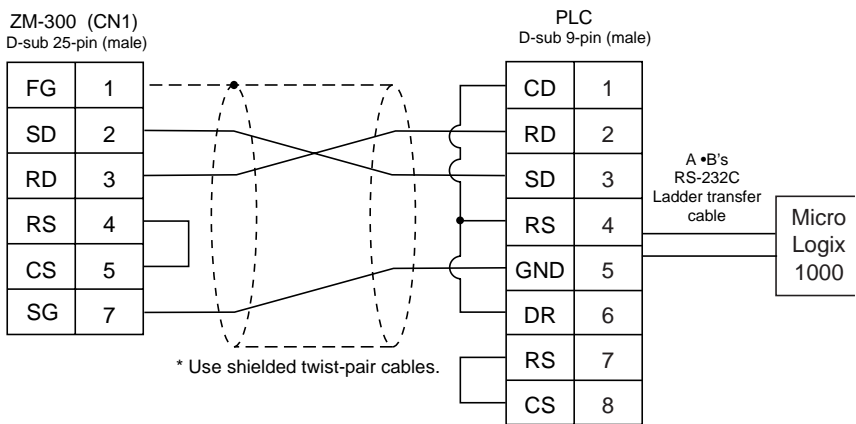 ZM-300 (CN1)
D-sub 25-pin (male)
FG 1
SD 2
RD 3
RS 4
CS 5
SG 7
* Use shielded twist-pair cables.
PLC
D-sub 9-pin (male)
CD 1
RD 2
SD 3
RS 4
GND 5
DR 6
RS 7
CS 8
A •B's
RS-232C
Ladder transfer
cable
Micro
Logix
1000